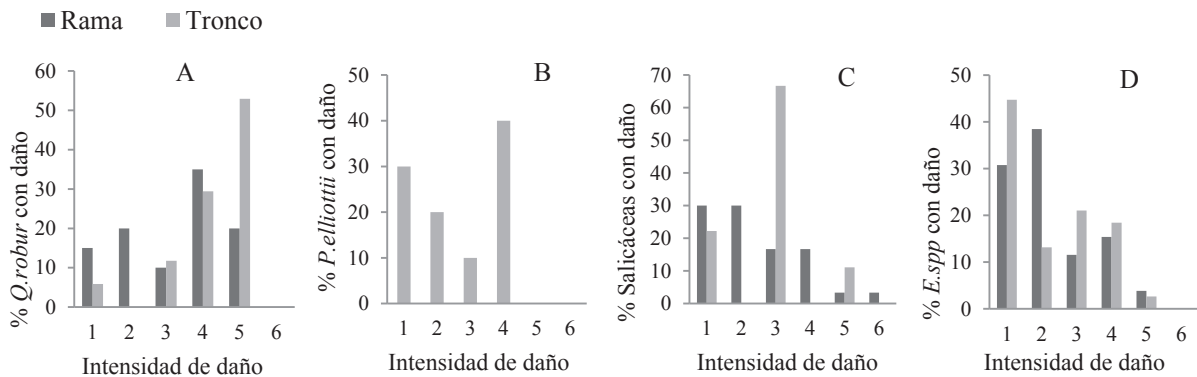 Rama Tronco
A
% Q.robur con daño
60
50
40
30
20
10
0
1 2 3 4 5 6
Intensidad de daño
B
% P.elliottii con daño
50
40
30
20
10
0
1 2 3 4 5 6
Intensidad de daño
C
% Salicáceas con daño
70
60
50
40
30
20
10
0
1 2 3 4 5 6
Intensidad de daño
D
% E.spp con daño
50
40
30
20
10
0
1 2 3 4 5 6
Intensidad de daño